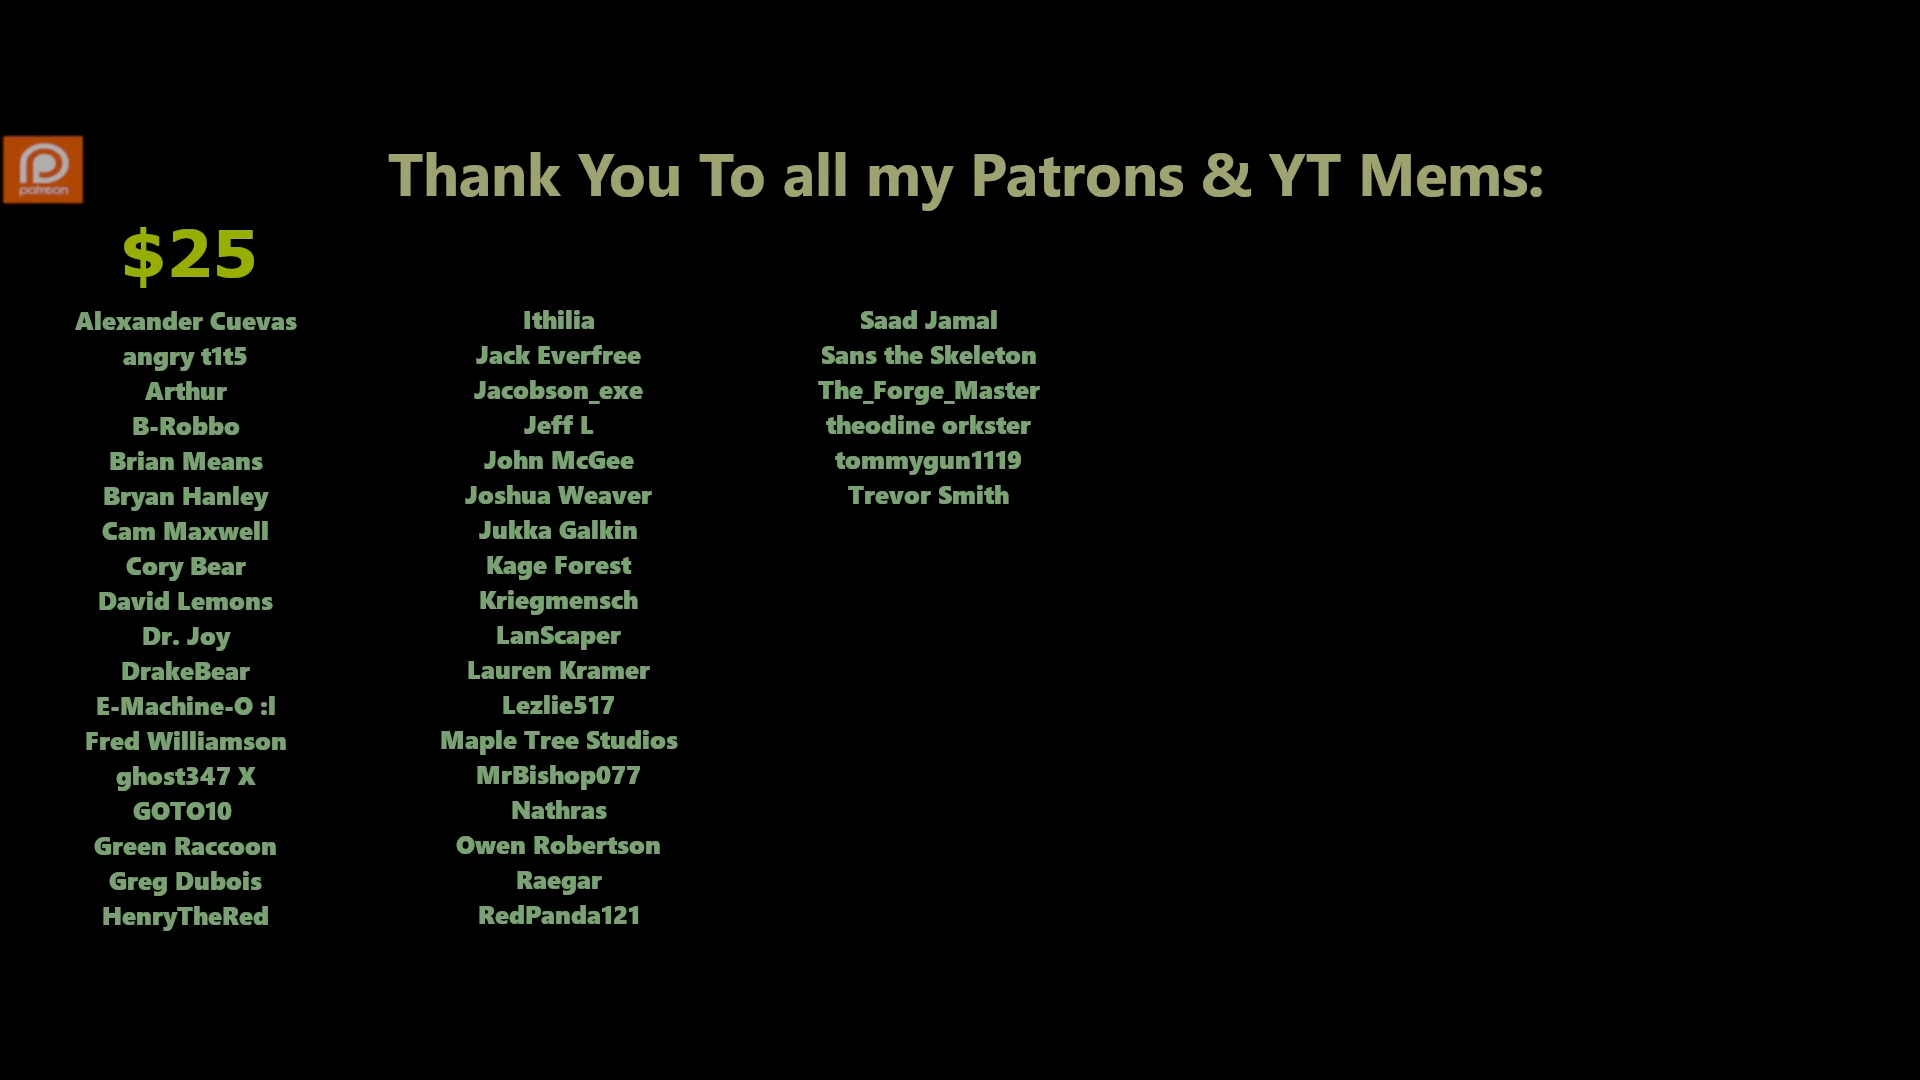 patreon
Thank You To all my Patrons & YT Mems:
$25
Alexander Cuevas
angry t1t5
Arthur
B-Robbo
Brian Means
Bryan Hanley
Cam Maxwell
Cory Bear
David Lemons
Dr. Joy
DrakeBear
E-Machine-O :l
Fred Williamson
ghost347 X
GOTO10
Green Raccoon
Greg Dubois
HenryTheRed
Ithilia
Jack Everfree
Jacobson_exe
Jeff L
John McGee
Joshua Weaver
Jukka Galkin
Kage Forest
Kriegmensch
LanScaper
Lauren Kramer
Lezlie517
Maple Tree Studios
MrBishop077
Nathras
Owen Robertson
Raegar
RedPanda121
Saad Jamal
Sans the Skeleton
The_Forge_Master
theodine orkster
tommygun1119
Trevor Smith